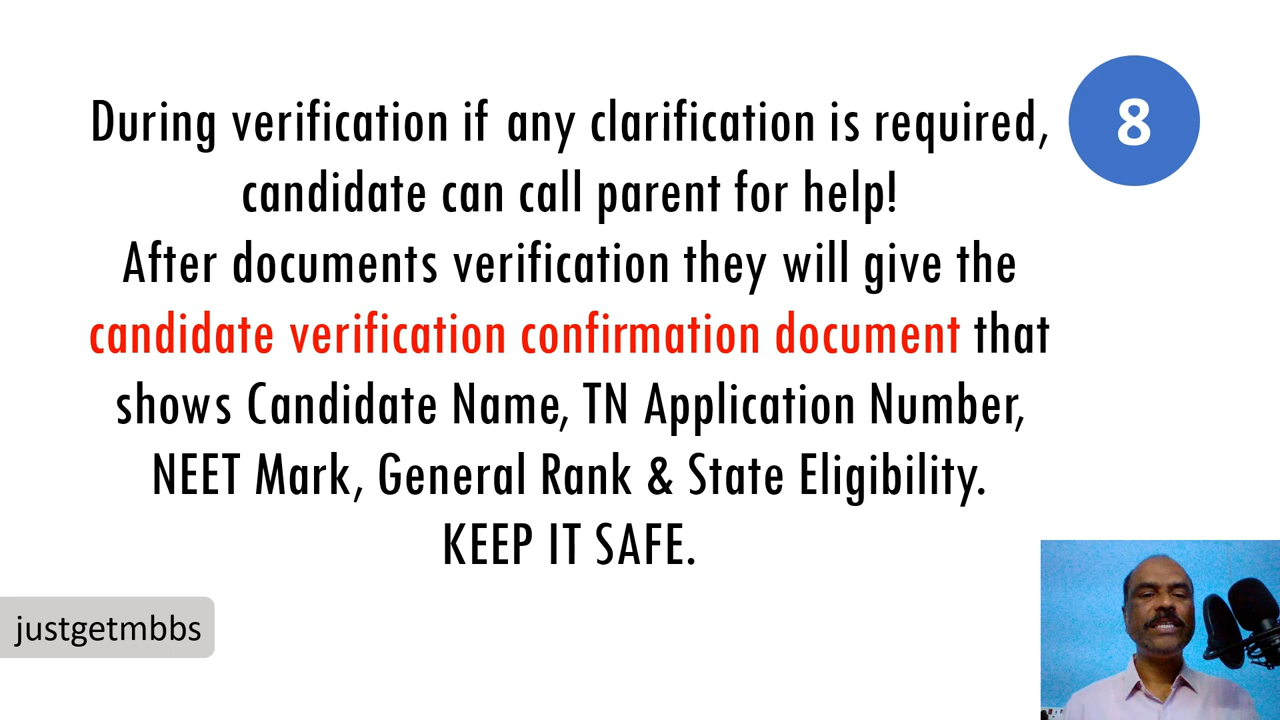 During verification if any clarification is required,
candidate can call parent for help!
After documents verification they will give the
candidate verification confirmation document that
shows Candidate Name, TN Application Number,
NEET Mark, General Rank & State Eligibility.
KEEP IT SAFE.
8
justgetmbbs